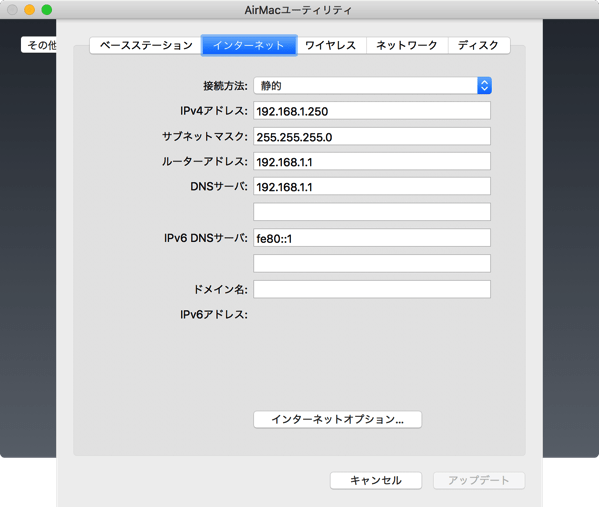 AirMacユーティリティ
その他
ベースステーション インターネット ワイヤレス ネットワーク ディスク
接続方法: 静的
IPv4アドレス: 192.168.1.250
サブネットマスク: 255.255.255.0
ルーターアドレス: 192.168.1.1
DNSサーバ: 192.168.1.1
IPv6 DNSサーバ: fe80::1
ドメイン名:
IPv6アドレス:
インターネットオプション...
キャンセル アップデート